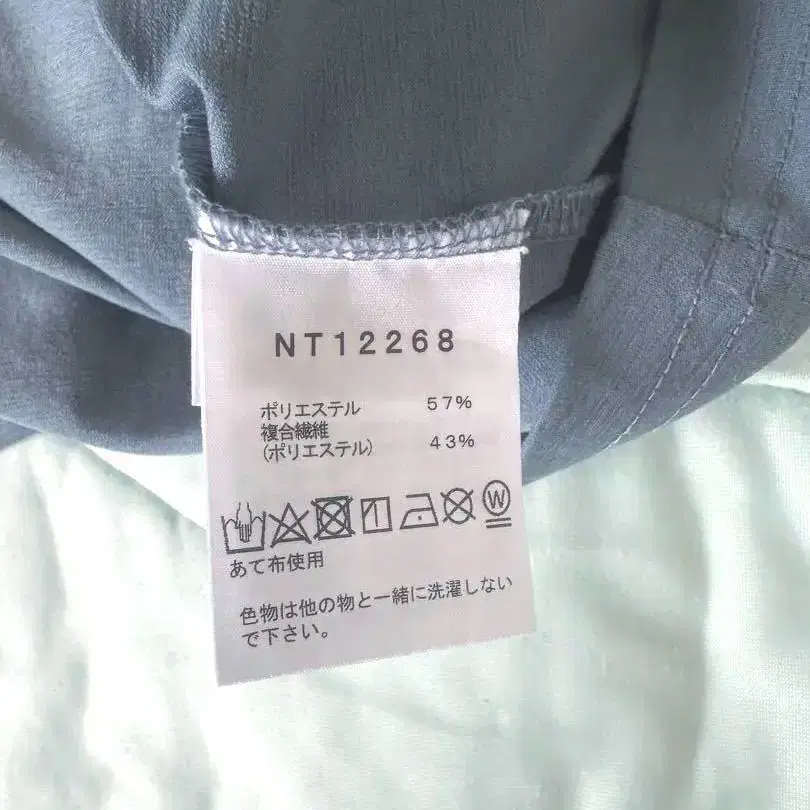 NT12268
ポリエステル 57%
複合繊維
(ポリエステル) 43%
W
あて布使用
色物は他の物と一緒に洗濯しない
で下さい。